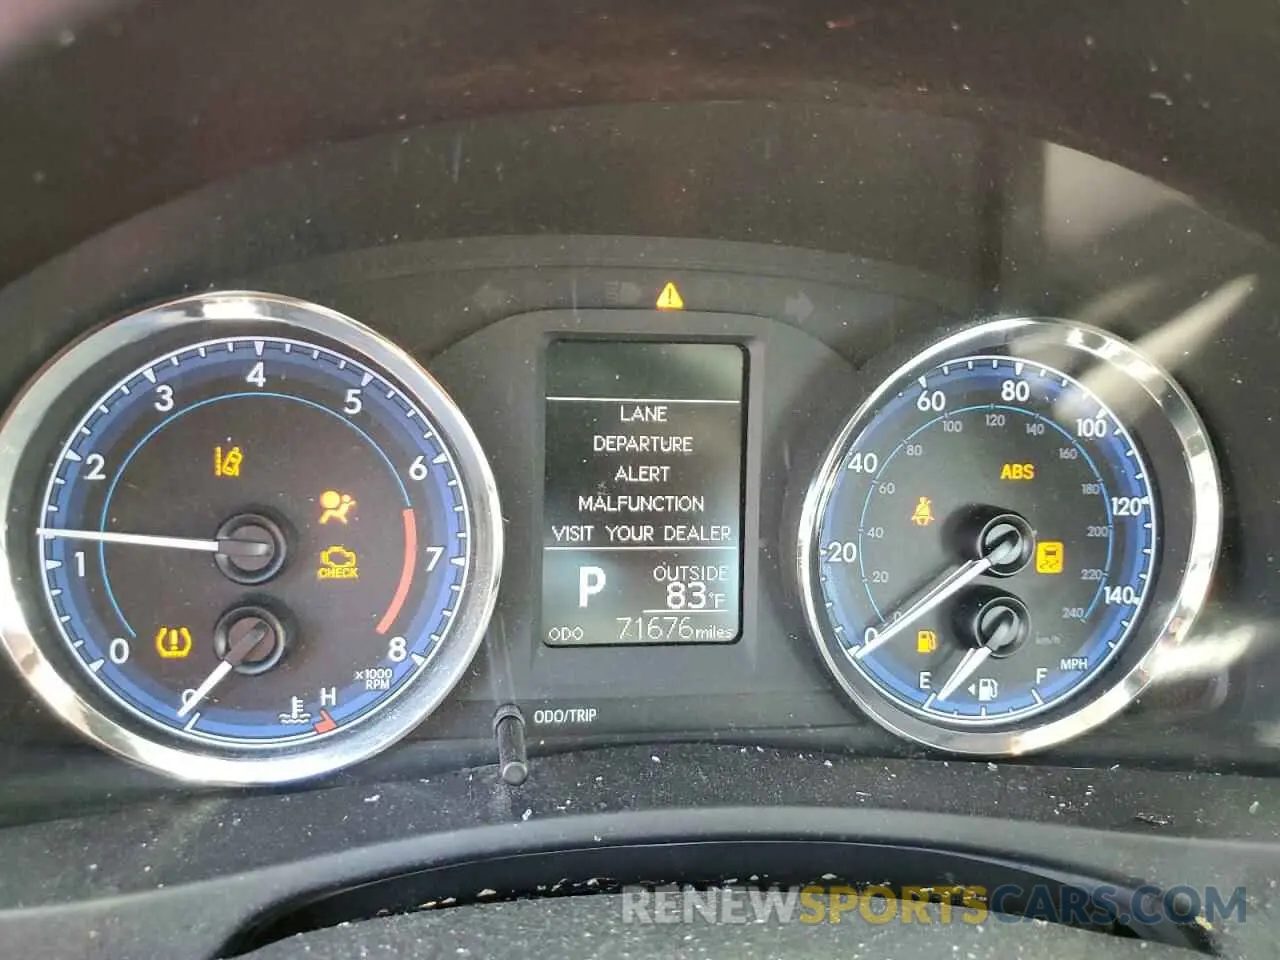 LANE
DEPARTURE
ALERT
MALFUNCTION
VISIT YOUR DEALER
P
OUTSIDE
83°F
ODO 71676 miles
0 1 2 3 4 5 6 7 8
x1000
RPM
CHECK
H
ODO/TRIP
0 20 40 60 80 100 120 140
MPH
0 20 40 60 80 100 120 140 160 180 200 220 240
km/h
ABS
E F
RENEWSPORTSCARS.COM